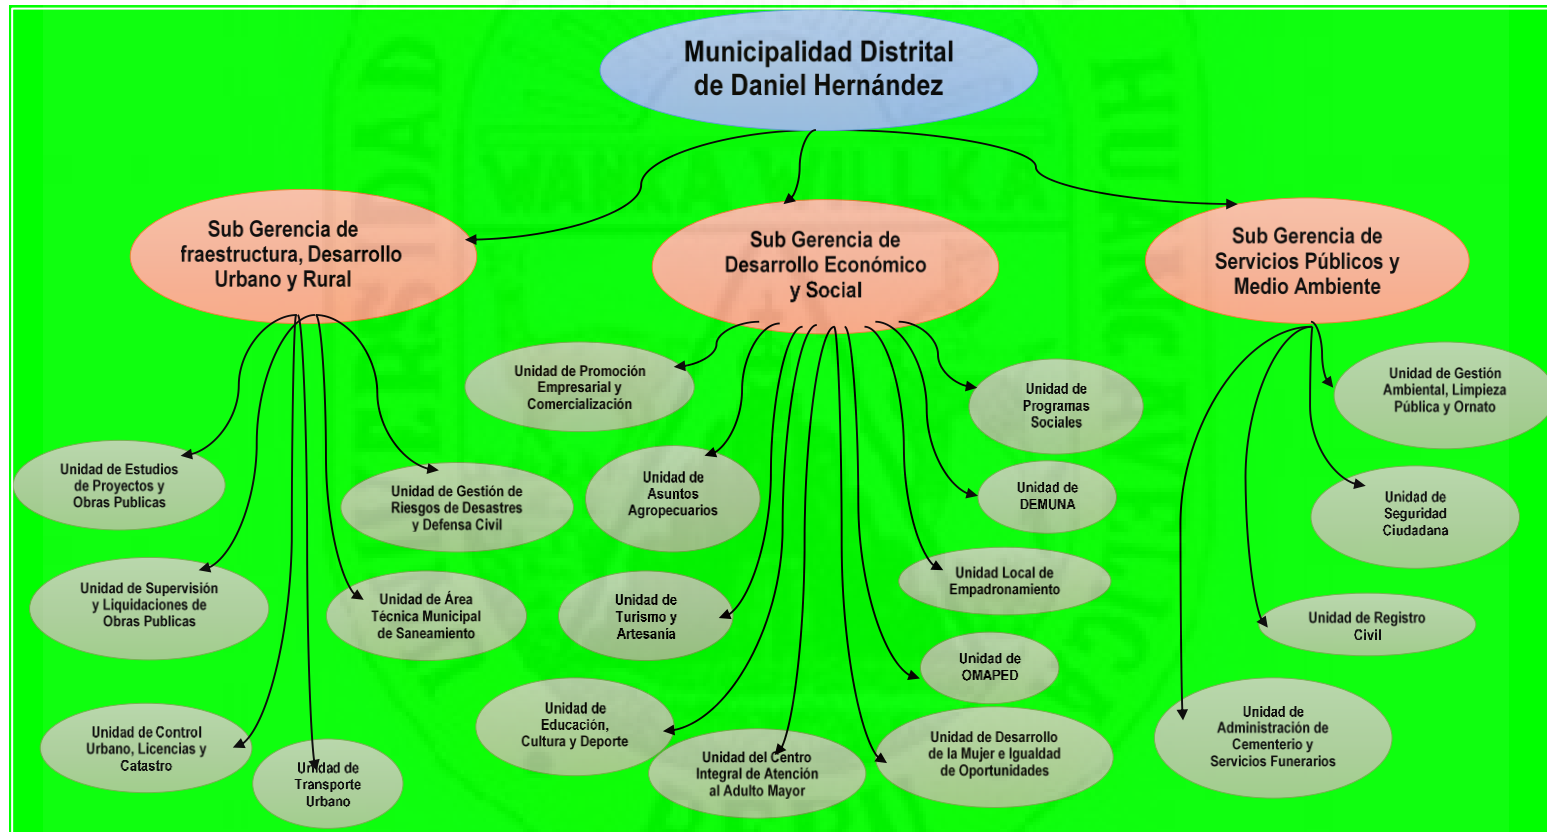 Municipalidad Distrital
de Daniel Hernández
Sub Gerencia de
fraestructura, Desarrollo
Urbano y Rural
Sub Gerencia de
Desarrollo Económico
y Social
Sub Gerencia de
Servicios Públicos y
Medio Ambiente
Unidad de Estudios
de Proyectos y
Obras Publicas
Unidad de Gestión de
Riesgos de Desastres
y Defensa Civil
Unidad de Supervisión
y Liquidaciones de
Obras Publicas
Unidad de Área
Técnica Municipal
de Saneamiento
Unidad de Control
Urbano, Licencias y
Catastro
Unidad de
Transporte
Urbano
Unidad de Promoción
Empresarial y
Comercialización
Unidad de
Programas
Sociales
Unidad de
Asuntos
Agropecuarios
Unidad de
DEMUNA
Unidad Local de
Empadronamiento
Unidad de
Turismo y
Artesanía
Unidad de
OMAPED
Unidad de
Educación,
Cultura y Deporte
Unidad del Centro
Integral de Atención
al Adulto Mayor
Unidad de Desarrollo
de la Mujer e Igualdad
de Oportunidades
Unidad de Gestión
Ambiental, Limpieza
Pública y Ornato
Unidad de
Seguridad
Ciudadana
Unidad de Registro
Civil
Unidad de
Administración de
Cementerio y
Servicios Funerarios
WANKA WILLKA
HUANCAVELICA